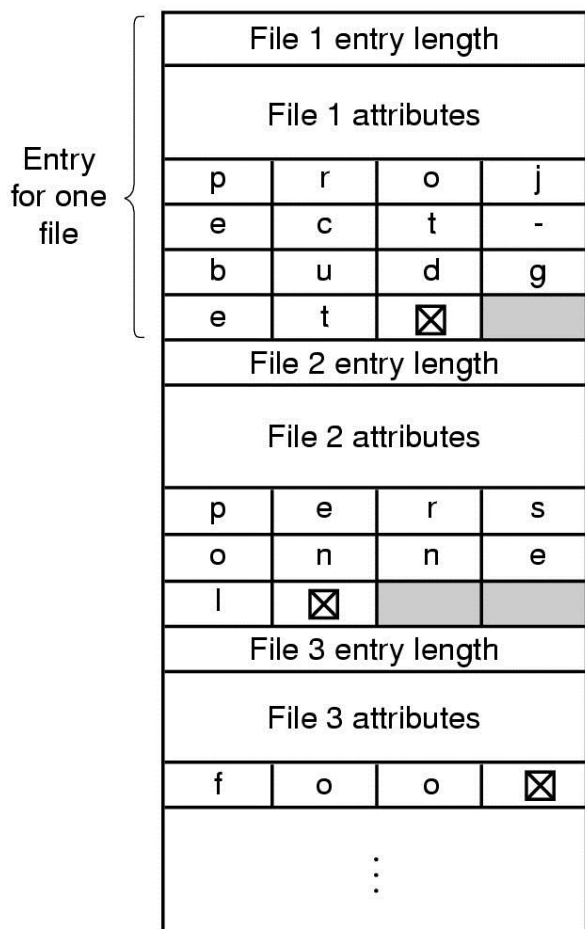 File 1 entry length
File 1 attributes
Entry
for one
file
p r o j
e c t -
b u d g
e t ☒
File 2 entry length
File 2 attributes
p e r s
o n n e
l ☒
File 3 entry length
File 3 attributes
f o o ☒
⋮